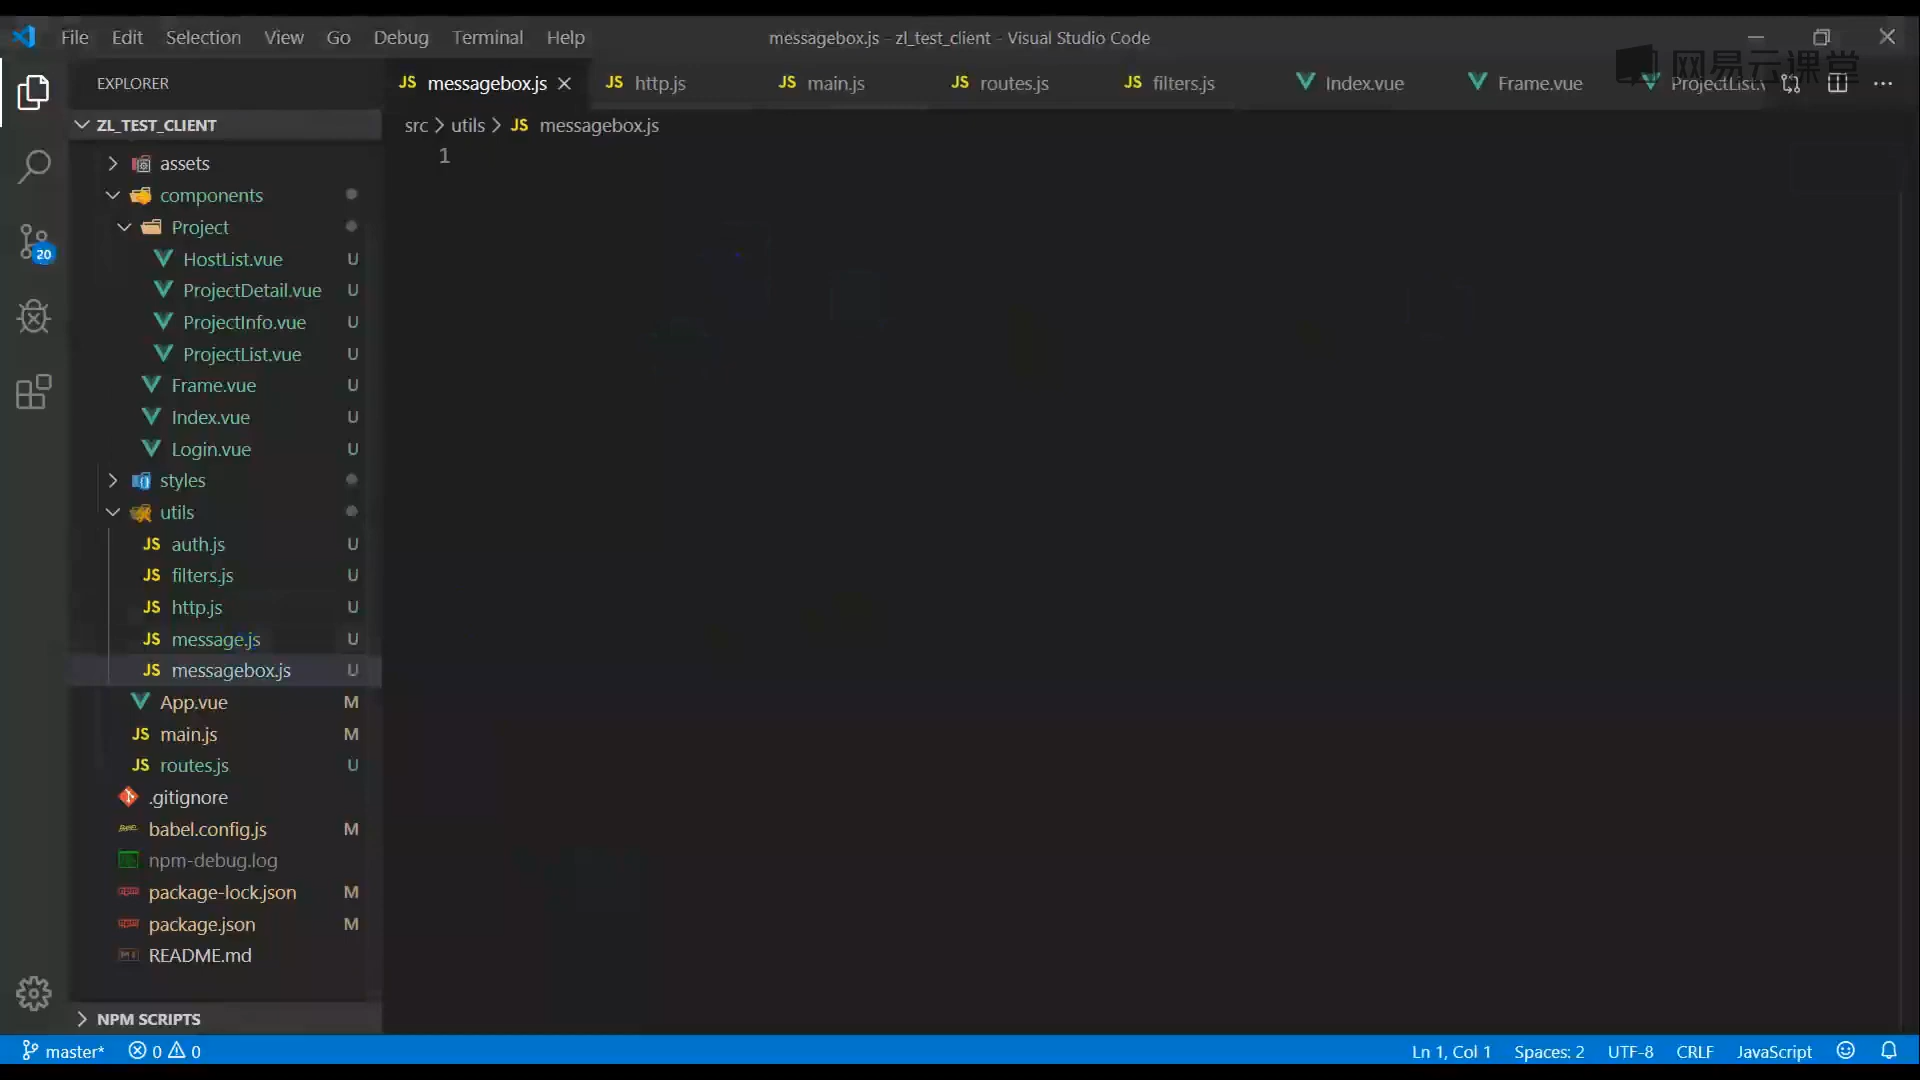 File Edit Selection View Go Debug Terminal Help
messagebox.js - zl_test_client - Visual Studio Code
网易云课堂
EXPLORER
JS messagebox.js
JS http.js
JS main.js
JS routes.js
JS filters.js
Index.vue
Frame.vue
ProjectList.v
ZL_TEST_CLIENT
src > utils > JS messagebox.js
1
assets
components
Project
HostList.vue U
ProjectDetail.vue U
ProjectInfo.vue U
ProjectList.vue U
Frame.vue U
Index.vue U
Login.vue U
styles
utils
JS auth.js U
JS filters.js U
JS http.js U
JS message.js U
JS messagebox.js U
App.vue M
JS main.js M
JS routes.js U
.gitignore
babel.config.js M
npm-debug.log
package-lock.json M
package.json M
README.md
NPM SCRIPTS
20
master* 0 0
Ln 1, Col 1 Spaces: 2 UTF-8 CRLF JavaScript